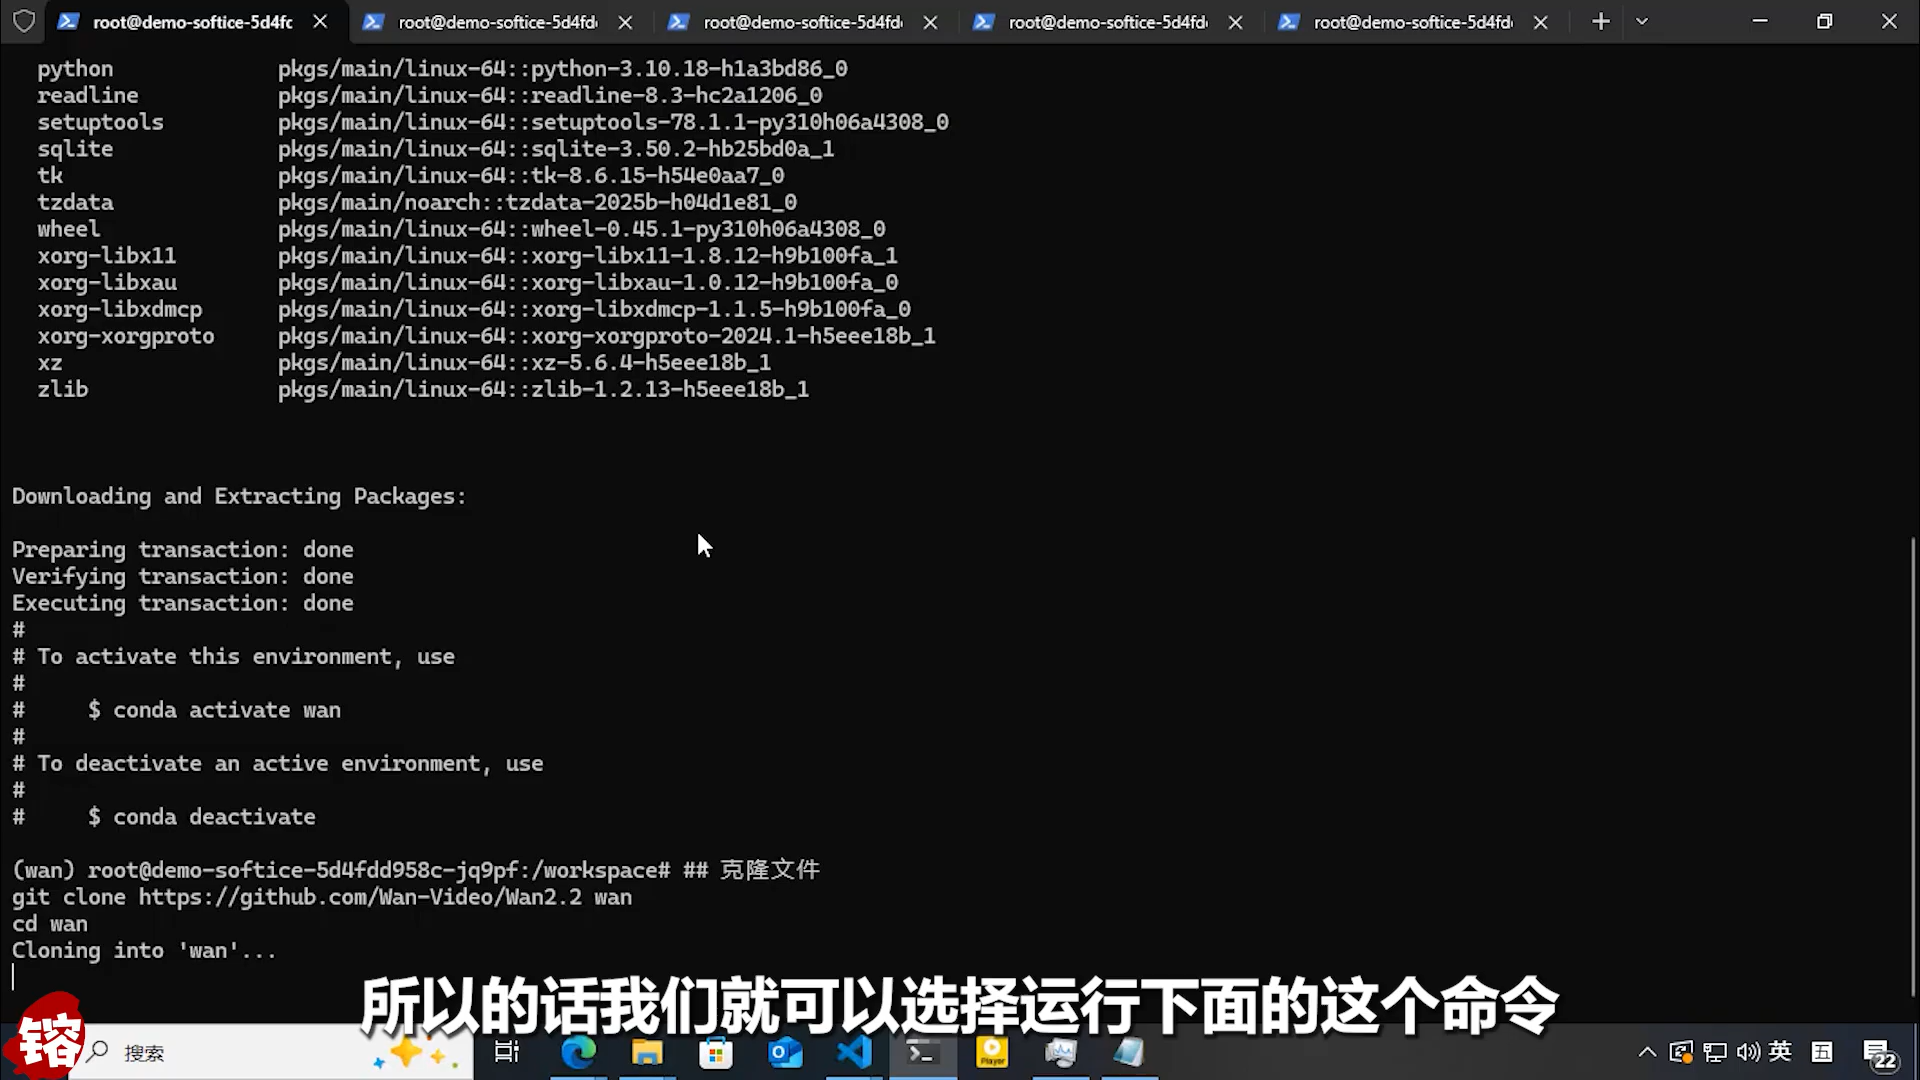 root@demo-softice-5d4fc
root@demo-softice-5d4fd
root@demo-softice-5d4fd
root@demo-softice-5d4fd
root@demo-softice-5d4fd
python pkgs/main/linux-64::python-3.10.18-h1a3bd86_0
readline pkgs/main/linux-64::readline-8.3-hc2a1206_0
setuptools pkgs/main/linux-64::setuptools-78.1.1-py310h06a4308_0
sqlite pkgs/main/linux-64::sqlite-3.50.2-hb25bd0a_1
tk pkgs/main/linux-64::tk-8.6.15-h54e0aa7_0
tzdata pkgs/main/noarch::tzdata-2025b-h04d1e81_0
wheel pkgs/main/linux-64::wheel-0.45.1-py310h06a4308_0
xorg-libx11 pkgs/main/linux-64::xorg-libx11-1.8.12-h9b100fa_1
xorg-libxau pkgs/main/linux-64::xorg-libxau-1.0.12-h9b100fa_0
xorg-libxdmcp pkgs/main/linux-64::xorg-libxdmcp-1.1.5-h9b100fa_0
xorg-xorgproto pkgs/main/linux-64::xorg-xorgproto-2024.1-h5eee18b_1
xz pkgs/main/linux-64::xz-5.6.4-h5eee18b_1
zlib pkgs/main/linux-64::zlib-1.2.13-h5eee18b_1
Downloading and Extracting Packages:
Preparing transaction: done
Verifying transaction: done
Executing transaction: done
#
# To activate this environment, use
#
# $ conda activate wan
#
# To deactivate an active environment, use
#
# $ conda deactivate
(wan) root@demo-softice-5d4fdd958c-jq9pf:/workspace# ## 克隆文件
git clone https://github.com/Wan-Video/Wan2.2 wan
cd wan
Cloning into 'wan'...
所以的话我们就可以选择运行下面的这个命令
镕
搜索
Player
英
五
22